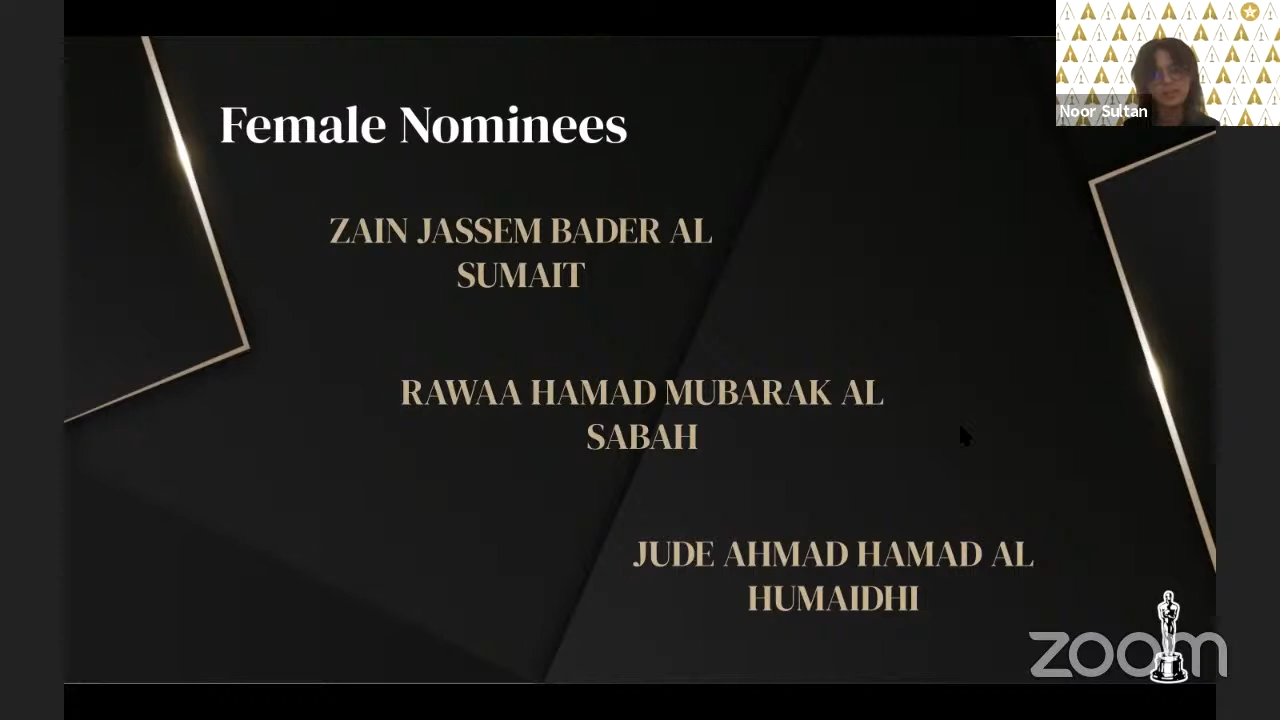 Female Nominees
Noor Sultan
ZAIN JASSEM BADER AL
SUMAIT
RAWAA HAMAD MUBARAK AL
SABAH
JUDE AHMAD HAMAD AL
HUMAIDHI
zoom